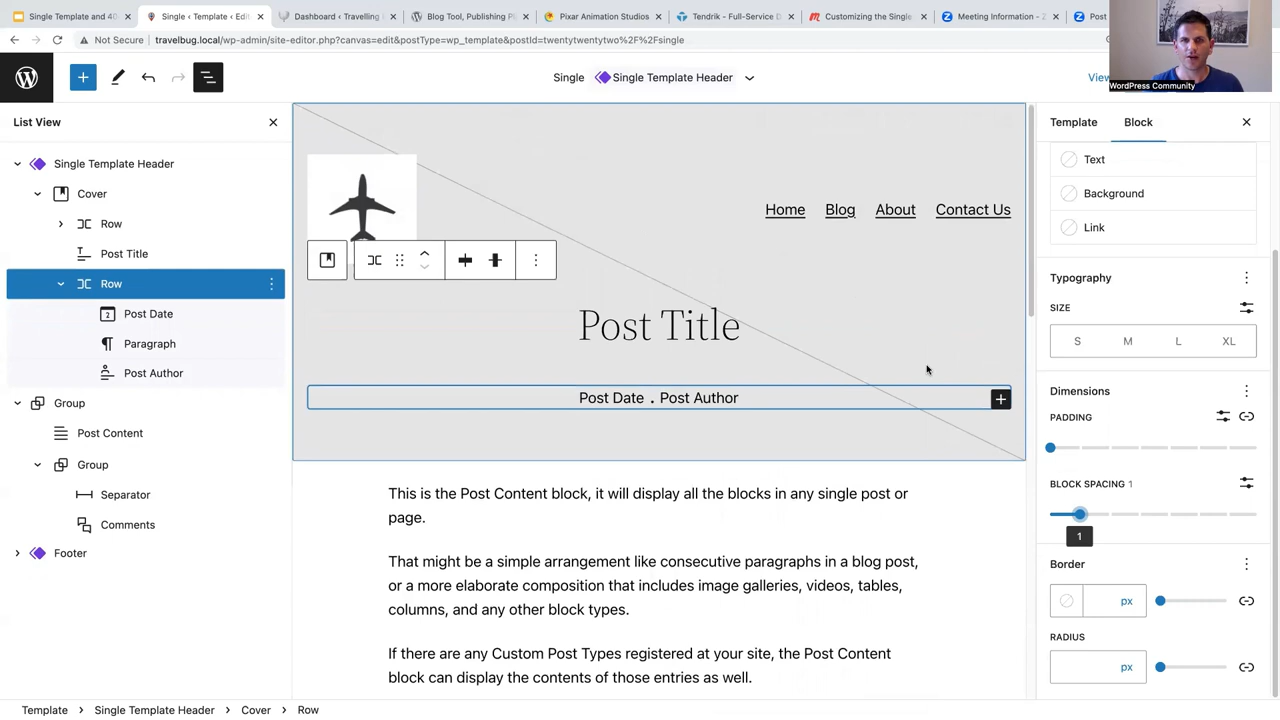 Single Template and 40
Single ‹ Template ‹ Edit
Dashboard ‹ Travelling
Blog Tool, Publishing Pl
Pixar Animation Studios
Tendrik - Full-Service D
Customizing the Single
Meeting Information - Z
Post
Not Secure
travelbug.local/wp-admin/site-editor.php?canvas=edit&postType=wp_template&postId=twentytwentytwo%2F%2Fsingle
WordPress Community
Single Single Template Header
View
List View
Single Template Header
Cover
Row
Post Title
Row
Post Date
Paragraph
Post Author
Group
Post Content
Group
Separator
Comments
Footer
Home Blog About Contact Us
Post Title
Post Date . Post Author
This is the Post Content block, it will display all the blocks in any single post or
page.
That might be a simple arrangement like consecutive paragraphs in a blog post,
or a more elaborate composition that includes image galleries, videos, tables,
columns, and any other block types.
If there are any Custom Post Types registered at your site, the Post Content
block can display the contents of those entries as well.
Template Block
Text
Background
Link
Typography
SIZE
S M L XL
Dimensions
PADDING
BLOCK SPACING 1
1
Border
px
RADIUS
px
Template > Single Template Header > Cover > Row